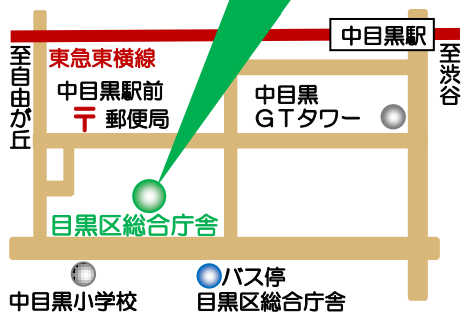 中目黒駅
至渋谷
至自由が丘
東急東横線
中目黒駅前
〒 郵便局
中目黒
GTタワー
目黒区総合庁舎
中目黒小学校
バス停
目黒区総合庁舎